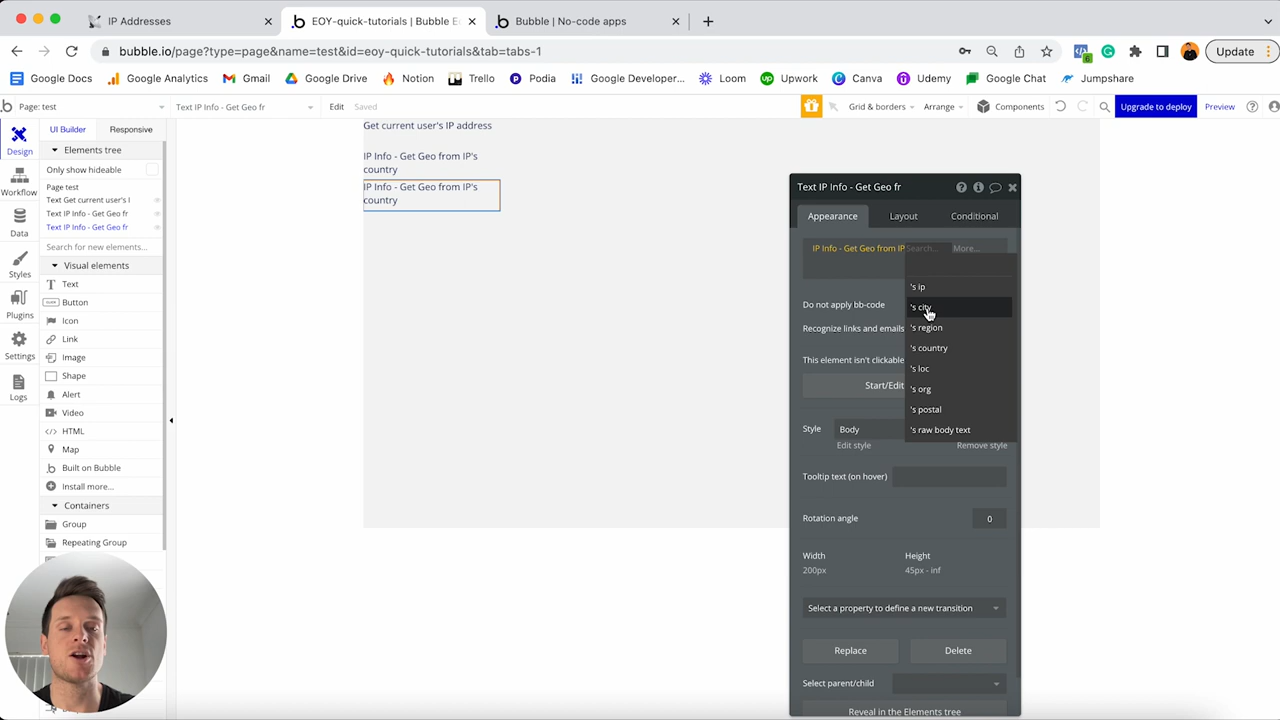 IP Addresses
EOY-quick-tutorials | Bubble E
Bubble | No-code apps
bubble.io/page?type=page&name=test&id=eoy-quick-tutorials&tab=tabs-1
6
Update
Google Docs
Google Analytics
Gmail
Google Drive
Notion
Trello
Podia
Google Developer...
Loom
Upwork
Canva
Udemy
Google Chat
Jumpshare
Page: test
Text IP Info - Get Geo fr
Edit
Saved
Grid & borders
Arrange
Components
Upgrade to deploy
Preview
Design
Workflow
Data
Styles
Plugins
Settings
Logs
UI Builder
Responsive
Elements tree
Only show hideable
Page test
Text Get current user's I
Text IP Info - Get Geo fr
Text IP Info - Get Geo fr
Search for new elements...
Visual elements
Text
Button
Icon
Link
Image
Shape
Alert
Video
HTML
Map
Built on Bubble
Install more...
Containers
Group
Repeating Group
Get current user's IP address
IP Info - Get Geo from IP's
country
IP Info - Get Geo from IP's
country
Text IP Info - Get Geo fr
Appearance
Layout
Conditional
IP Info - Get Geo from IP
Search...
More...
's ip
's city
's region
's country
's loc
's org
's postal
's raw body text
Do not apply bb-code
Recognize links and emails
This element isn't clickable
Start/Edi
Style
Body
Edit style
Remove style
Tooltip text (on hover)
Rotation angle
0
Width
Height
200px
45px - inf
Select a property to define a new transition
Replace
Delete
Select parent/child
Reveal in the Elements tree